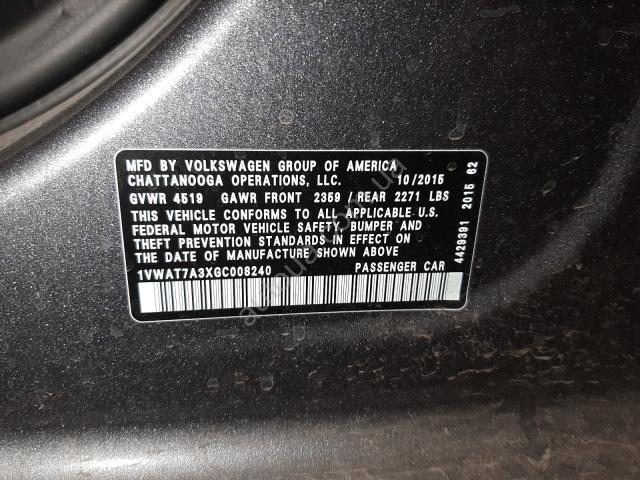 MFD BY VOLKSWAGEN GROUP OF AMERICA
CHATTANOOGA OPERATIONS, LLC. 10/2015
GVWR 4519 GAWR FRONT 2359 / REAR 2271 LBS
THIS VEHICLE CONFORMS TO ALL APPLICABLE U.S.
FEDERAL MOTOR VEHICLE SAFETY, BUMPER AND
THEFT PREVENTION STANDARDS IN EFFECT ON
THE DATE OF MANUFACTURE SHOWN ABOVE
1VWAT7A3XGC008240 PASSENGER CAR
4429391 2015 62